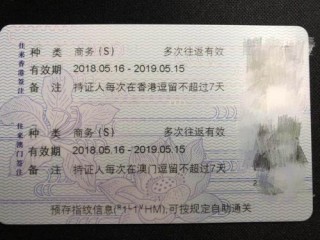 往来香港签注
种 类 商务 (S) 多次往返有效
有效期 2018.05.16 - 2019.05.15
备 注 持证人每次在香港逗留不超过7天
往来澳门签注
种 类 商务 (S) 多次往返有效
有效期 2018.05.16 - 2019.05.15
备 注 持证人每次在澳门逗留不超过7天
2
预存指纹信息(*1~1*HM),可按规定自助通关